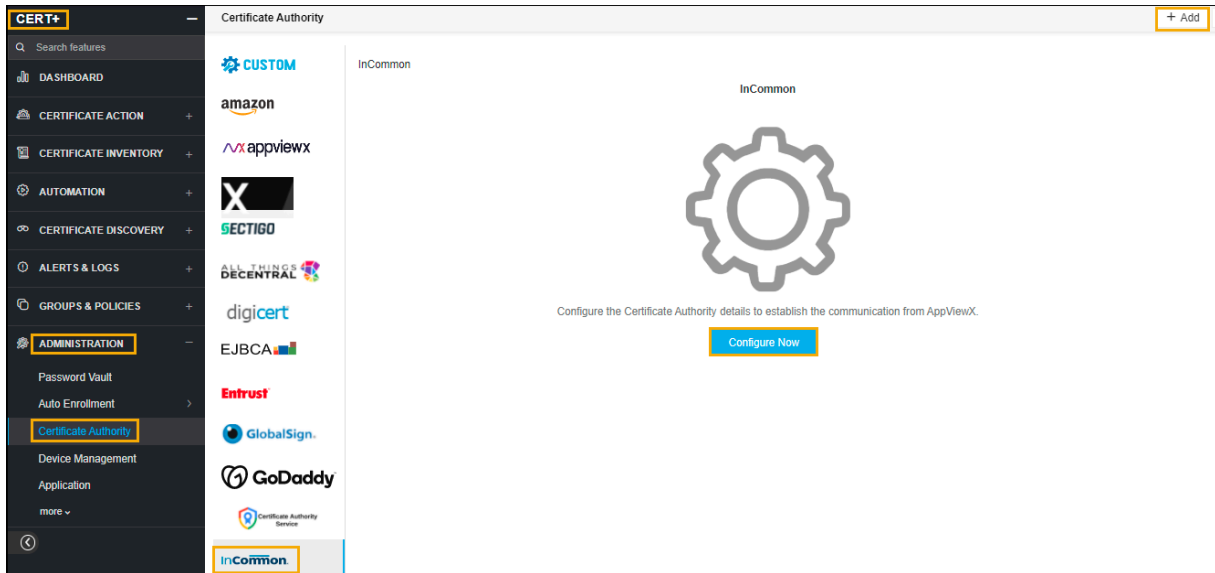 CERT+
Certificate Authority
+ Add
Search features
DASHBOARD
CERTIFICATE ACTION
CERTIFICATE INVENTORY
AUTOMATION
CERTIFICATE DISCOVERY
ALERTS & LOGS
GROUPS & POLICIES
ADMINISTRATION
Password Vault
Auto Enrollment
Certificate Authority
Device Management
Application
more
CUSTOM
amazon
appviewx
X
SECTIGO
ALL THINGS
DECENTRAL
digicert
EJBCA
Entrust
GlobalSign.
GoDaddy
Certificate Authority
Service
InCommon.
InCommon
InCommon
Configure the Certificate Authority details to establish the communication from AppViewX.
Configure Now